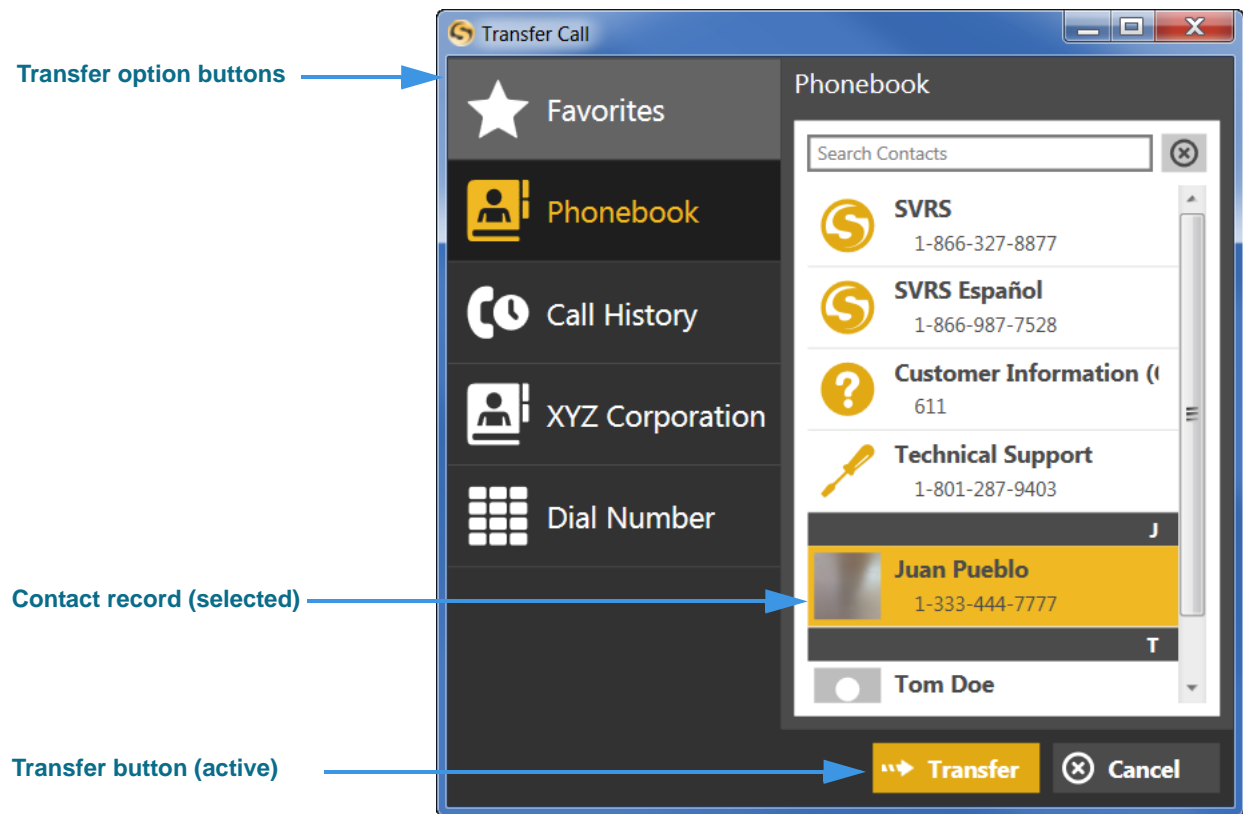 Transfer Call
Transfer option buttons
Favorites
Phonebook
Call History
XYZ Corporation
Dial Number
Phonebook
Search Contacts
SVRS
1-866-327-8877
SVRS Español
1-866-987-7528
Customer Information (
611
Technical Support
1-801-287-9403
J
Contact record (selected)
Juan Pueblo
1-333-444-7777
T
Tom Doe
Transfer button (active)
Transfer
Cancel